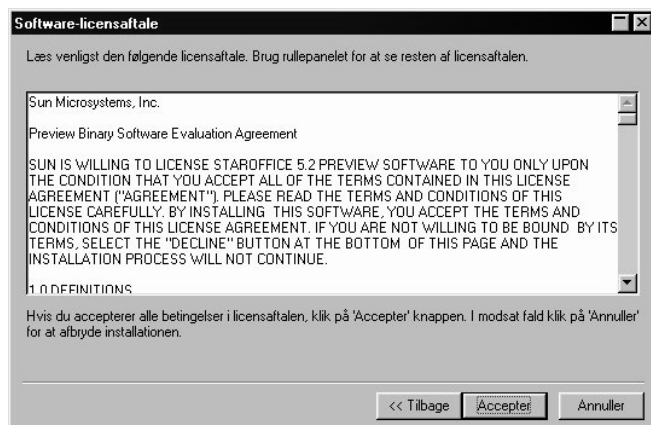 Software-licensaftale
Læs venligst den følgende licensaftale. Brug rullepanelet for at se resten af licensaftalen.
Sun Microsystems, Inc.
Preview Binary Software Evaluation Agreement
SUN IS WILLING TO LICENSE STAROFFICE 5.2 PREVIEW SOFTWARE TO YOU ONLY UPON
THE CONDITION THAT YOU ACCEPT ALL OF THE TERMS CONTAINED IN THIS LICENSE
AGREEMENT ("AGREEMENT"). PLEASE READ THE TERMS AND CONDITIONS OF THIS
LICENSE CAREFULLY. BY INSTALLING THIS SOFTWARE, YOU ACCEPT THE TERMS AND
CONDITIONS OF THIS LICENSE AGREEMENT. IF YOU ARE NOT WILLING TO BE BOUND BY ITS
TERMS, SELECT THE "DECLINE" BUTTON AT THE BOTTOM OF THIS PAGE AND THE
INSTALLATION PROCESS WILL NOT CONTINUE.
1.0 DEFINITIONS
Hvis du accepterer alle betingelser i licensaftalen, klik på 'Accepter' knappen. I modsat fald klik på 'Annuller'
for at afbryde installationen.
<< Tilbage Accepter Annuller